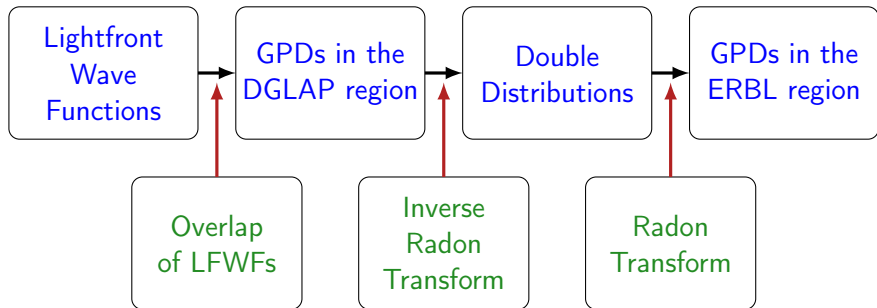 Lightfront
Wave
Functions
GPDs in the
DGLAP region
Double
Distributions
GPDs in the
ERBL region
Overlap
of LFWFs
Inverse
Radon
Transform
Radon
Transform